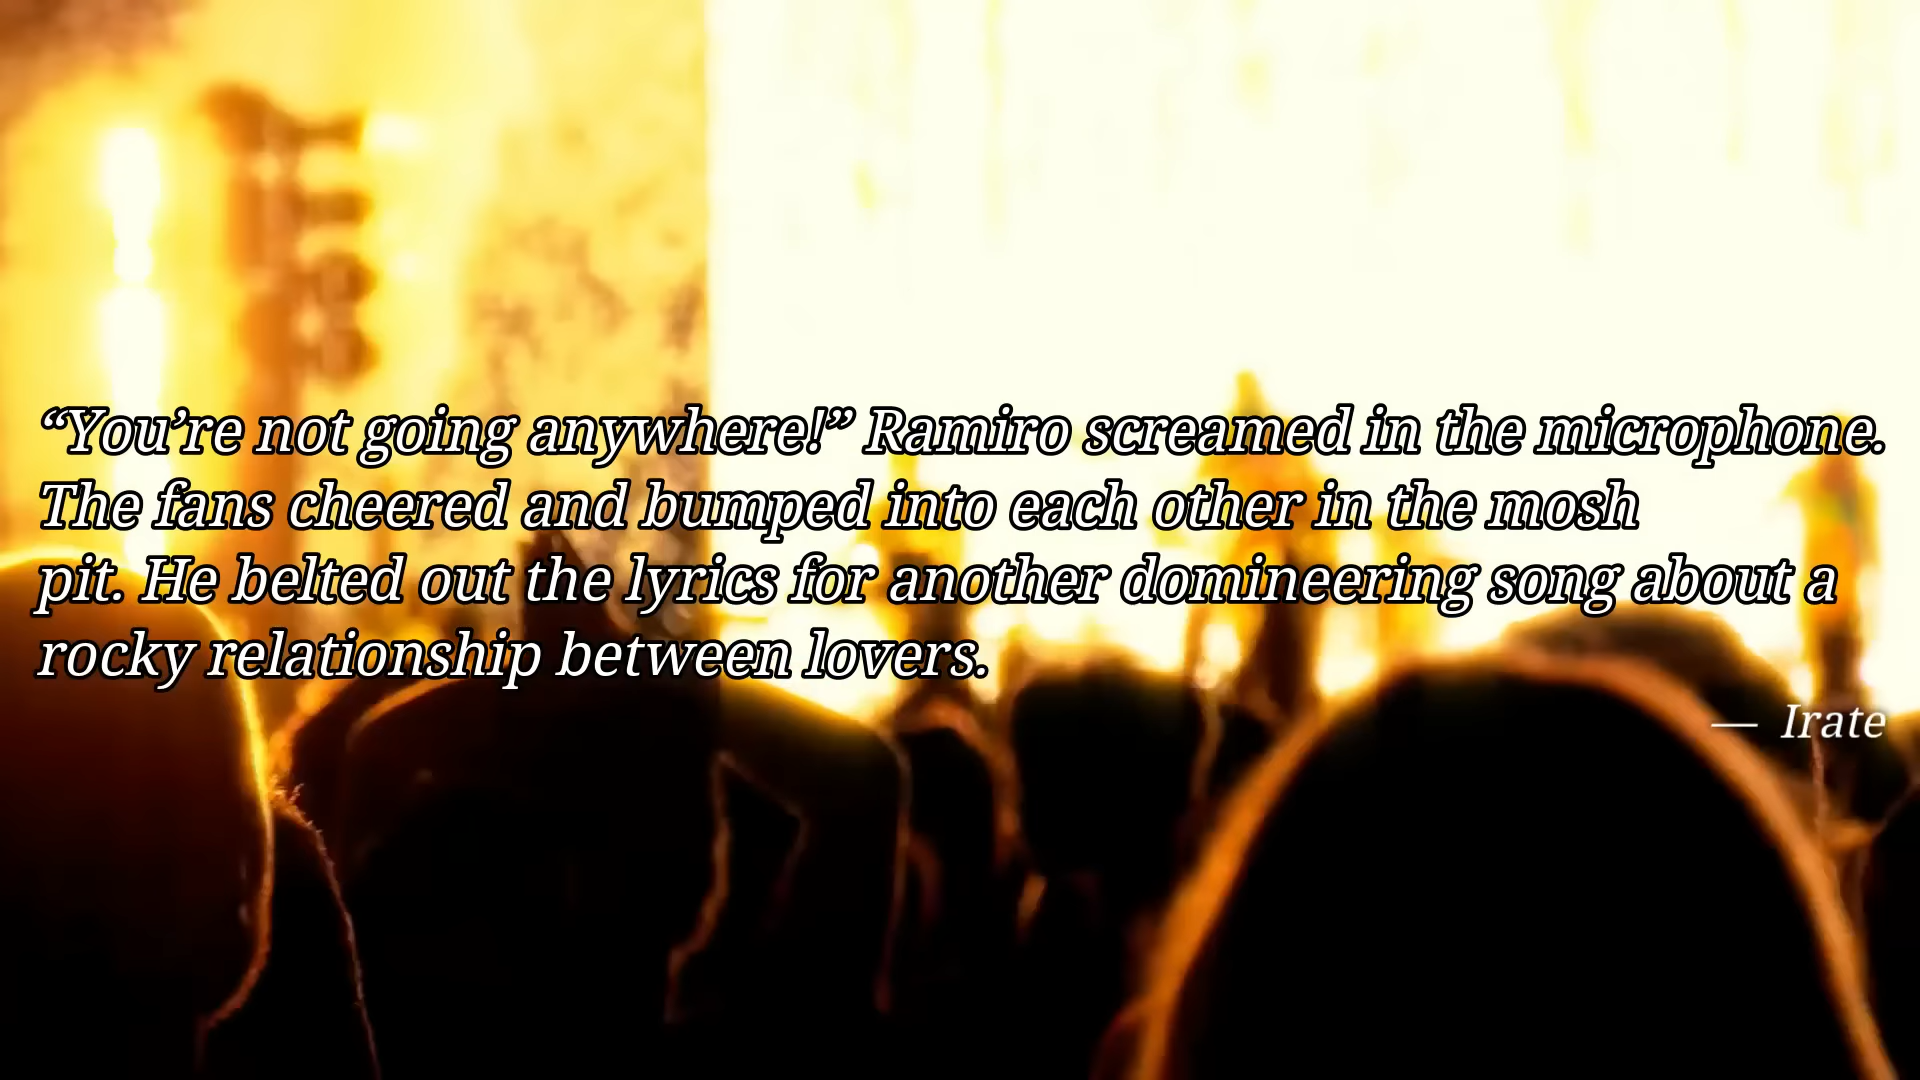 “You’re not going anywhere!” Ramiro screamed in the microphone.
The fans cheered and bumped into each other in the mosh
pit. He belted out the lyrics for another domineering song about a
rocky relationship between lovers.
— Irate